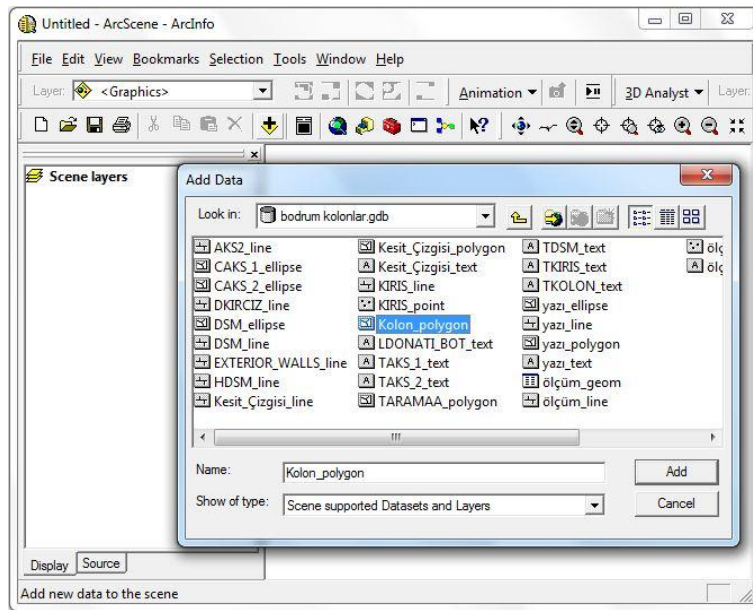 Untitled - ArcScene - ArcInfo
File Edit View Bookmarks Selection Tools Window Help
Layer: <Graphics> Animation 3D Analyst Layer:
Scene layers
Add Data
Look in: bodrum kolonlar.gdb
AKS2_line
CAKS_1_ellipse
CAKS_2_ellipse
DKIRCIZ_line
DSM_ellipse
DSM_line
EXTERIOR_WALLS_line
HDSM_line
Kesit_Çizgisi_line
Kesit_Çizgisi_polygon
Kesit_Çizgisi_text
KIRIS_line
KIRIS_point
Kolon_polygon
LDONATI_BOT_text
TAKS_1_text
TAKS_2_text
TARAMAA_polygon
TDSM_text
TKIRIS_text
TKOLON_text
yazı_ellipse
yazı_line
yazı_polygon
yazı_text
ölçüm_geom
ölçüm_line
Name: Kolon_polygon Add
Show of type: Scene supported Datasets and Layers Cancel
Display Source
Add new data to the scene